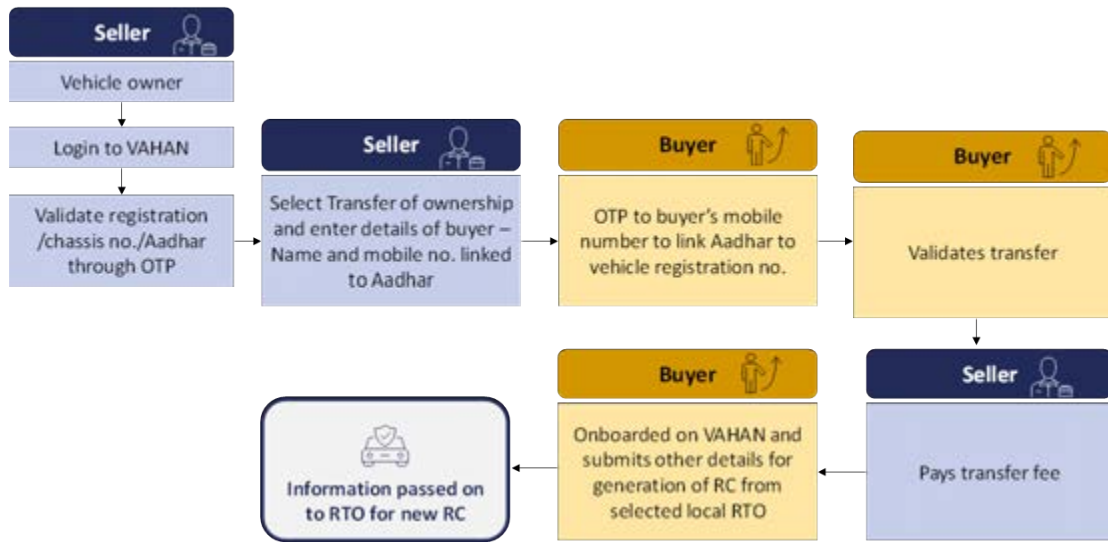 Seller
Vehicle owner
Login to VAHAN
Validate registration
/chassis no./Aadhar
through OTP
Seller
Select Transfer of ownership
and enter details of buyer –
Name and mobile no. linked
to Aadhar
Buyer
OTP to buyer's mobile
number to link Aadhar to
vehicle registration no.
Buyer
Validates transfer
Seller
Pays transfer fee
Buyer
Onboarded on VAHAN and
submits other details for
generation of RC from
selected local RTO
Information passed on
to RTO for new RC